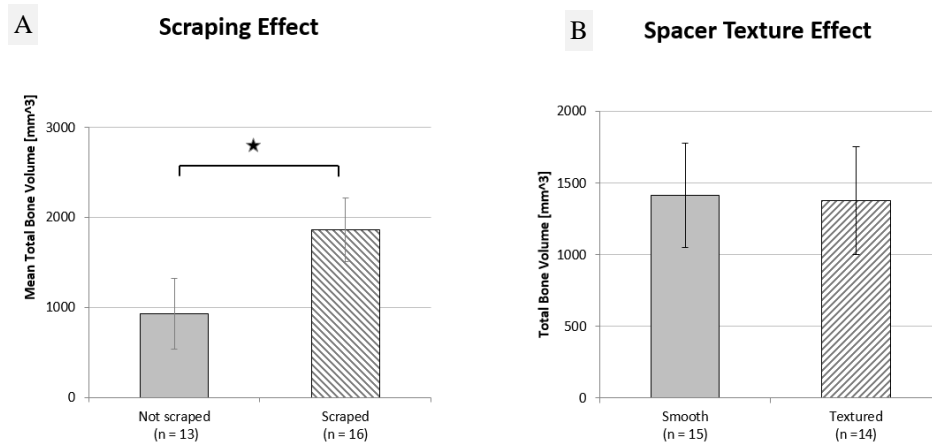 A
Scraping Effect
Mean Total Bone Volume [mm^3]
3000
2000
1000
0
Not scraped
(n = 13)
Scraped
(n = 16)
B
Spacer Texture Effect
Total Bone Volume [mm^3]
2000
1500
1000
500
0
Smooth
(n = 15)
Textured
(n =14)